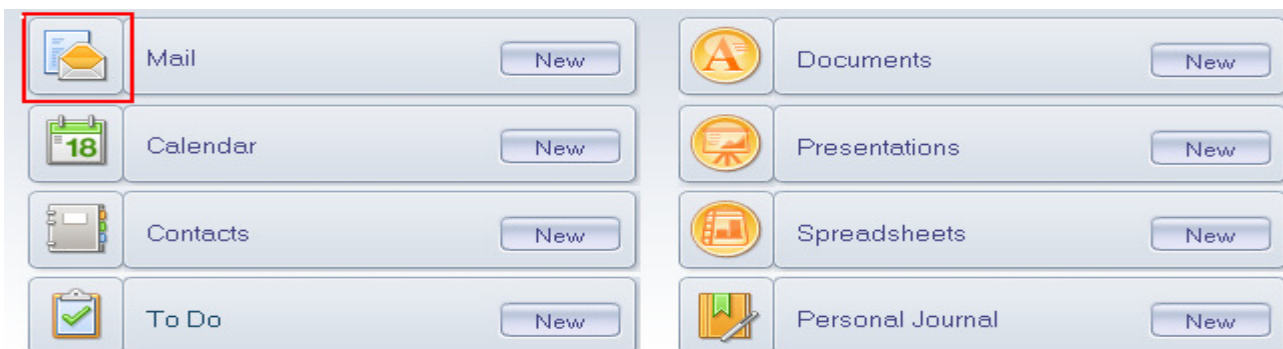 Mail New
Documents New
18
Calendar New
Presentations New
Contacts New
Spreadsheets New
To Do New
Personal Journal New